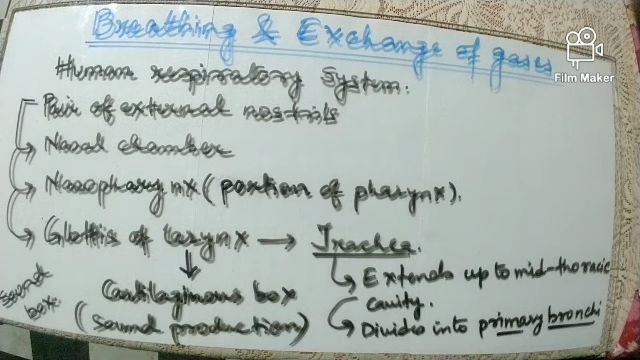 Breathing & Exchange of gases
Film Maker
Human respiratory System.
Pair of external nostrils
Nasal chamber
Nasopharynx (portion of pharynx).
Glottis of larynx → Trachea.
Extends up to mid-thoracic
cavity.
Divides into primary bronchi
Cartilaginous box
(Sound production)
sound
box.